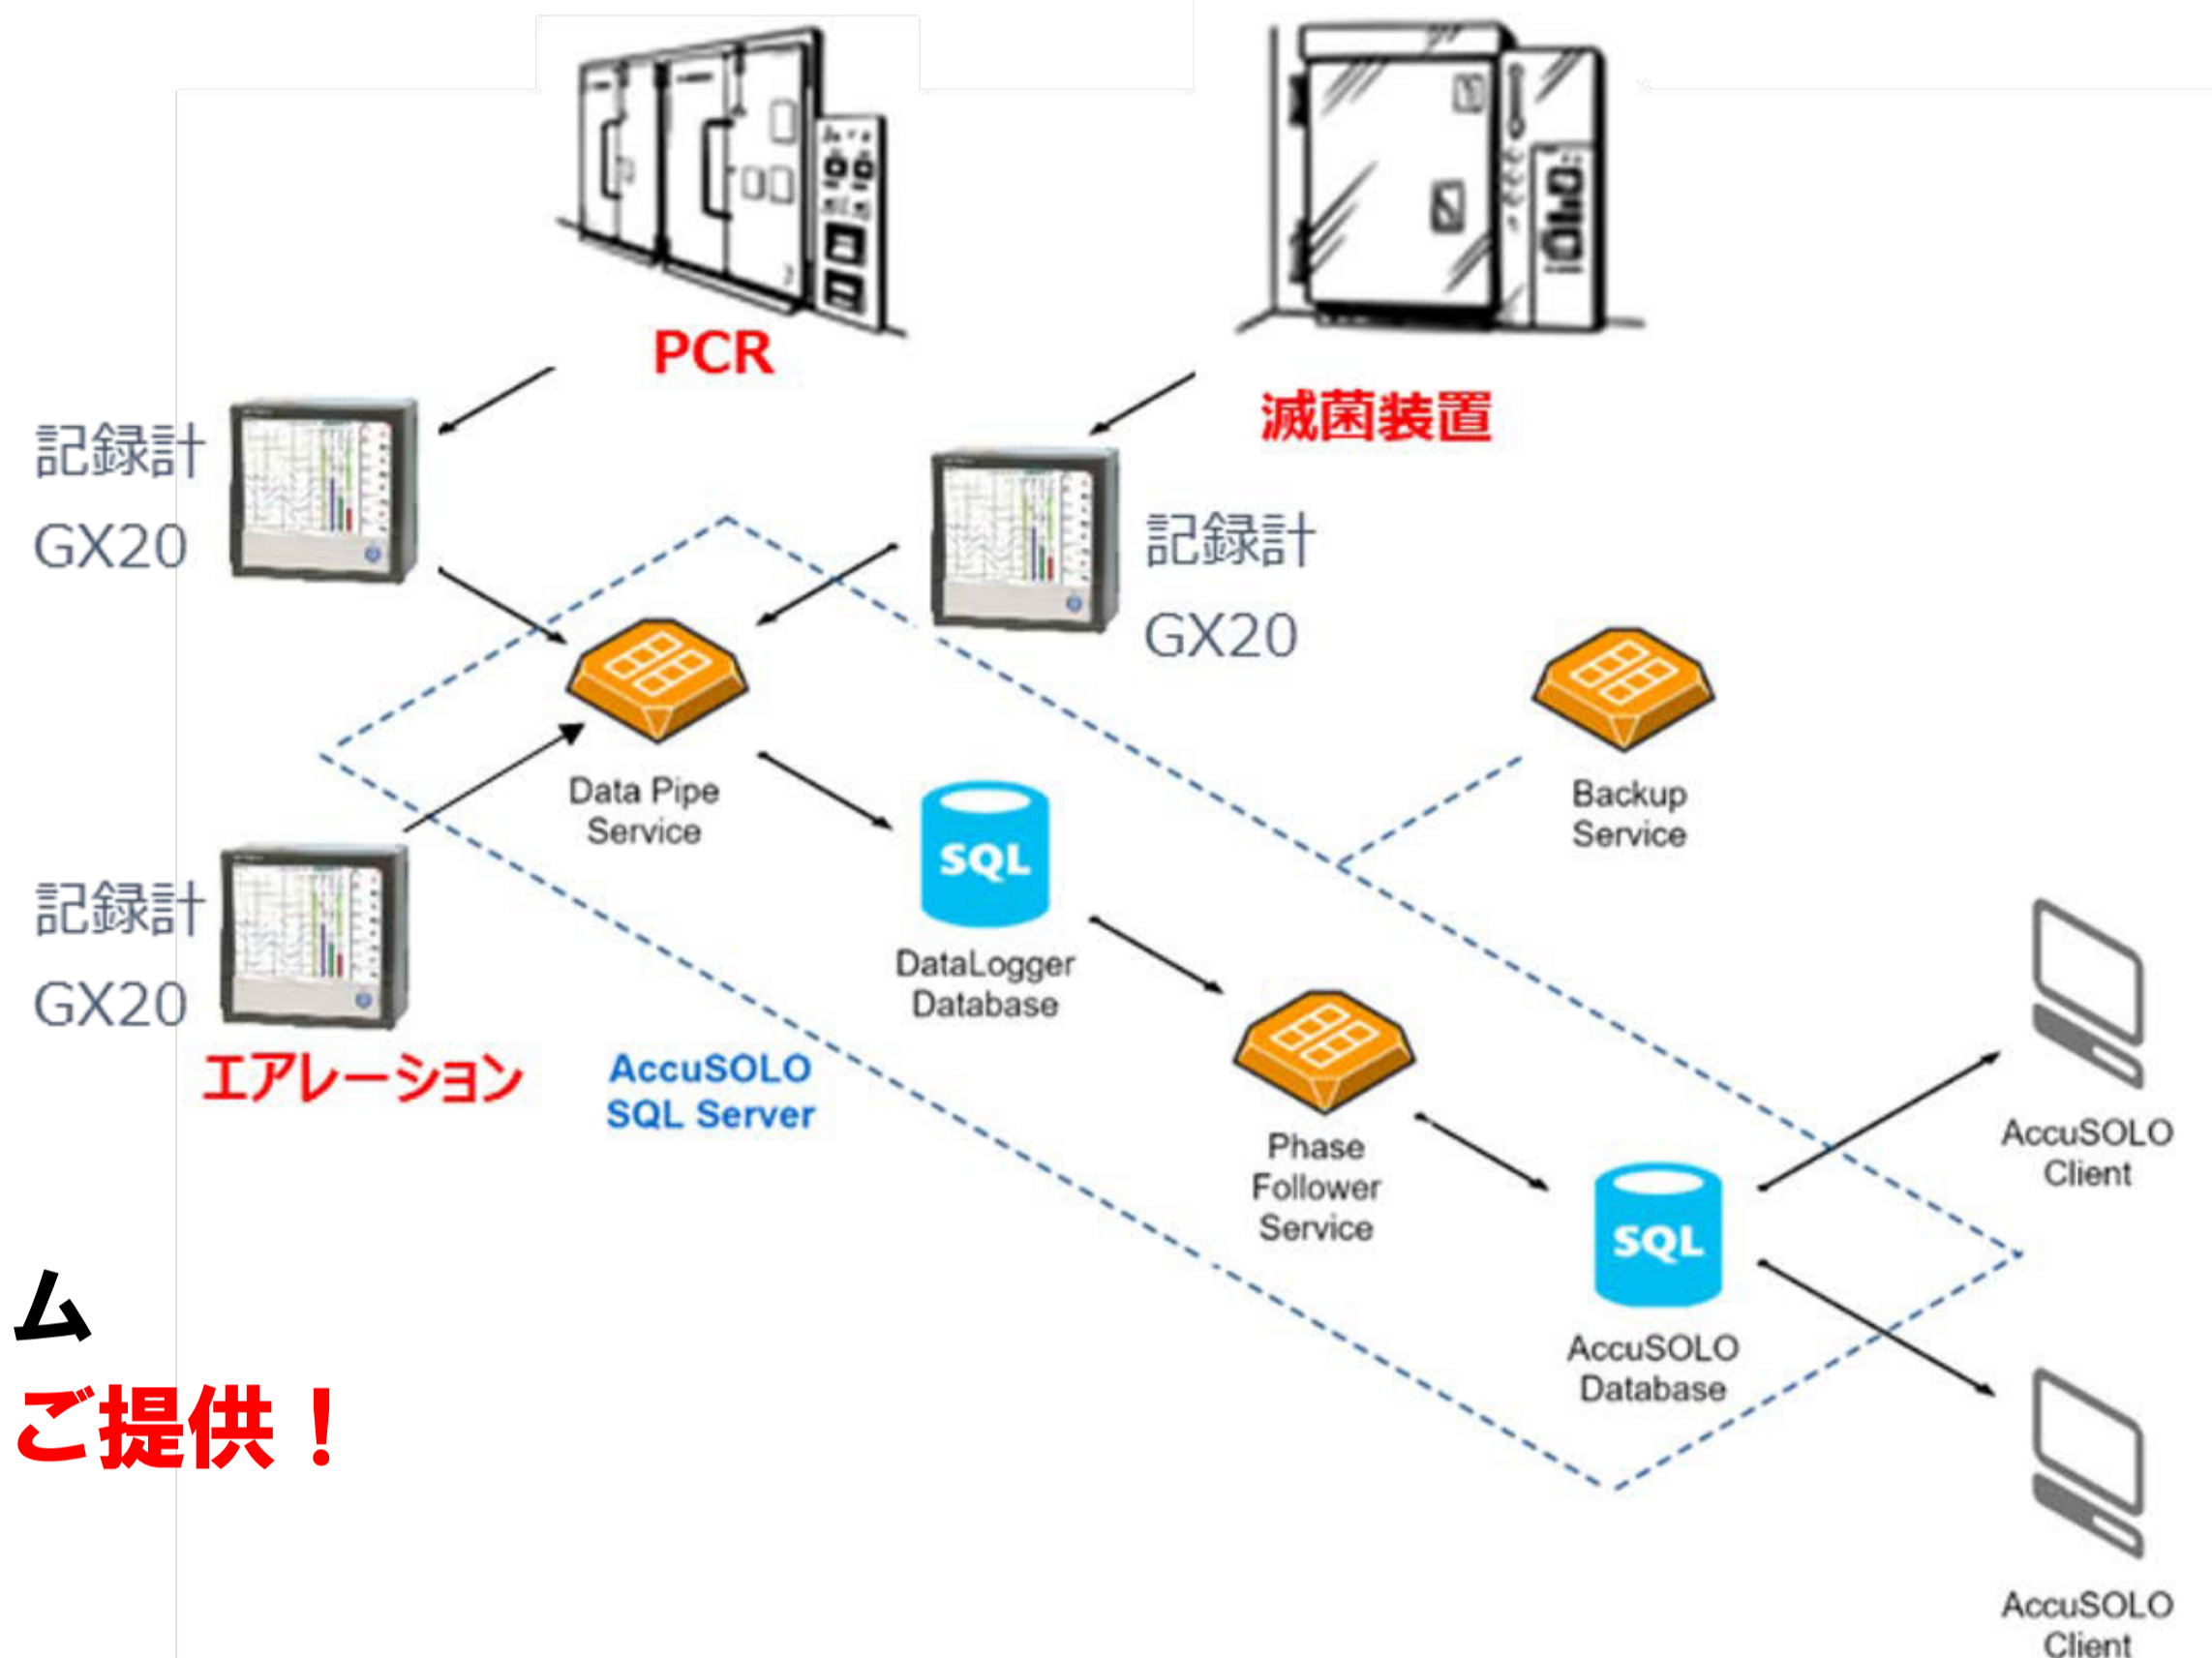 PCR
滅菌装置
記録計
GX20
記録計
GX20
Data Pipe
Service
Backup
Service
SQL
DataLogger
Database
記録計
GX20
エアレーション
AccuSOLO
SQL Server
Phase
Follower
Service
AccuSOLO
Client
SQL
AccuSOLO
Database
ム
ご提供！
AccuSOLO
Client